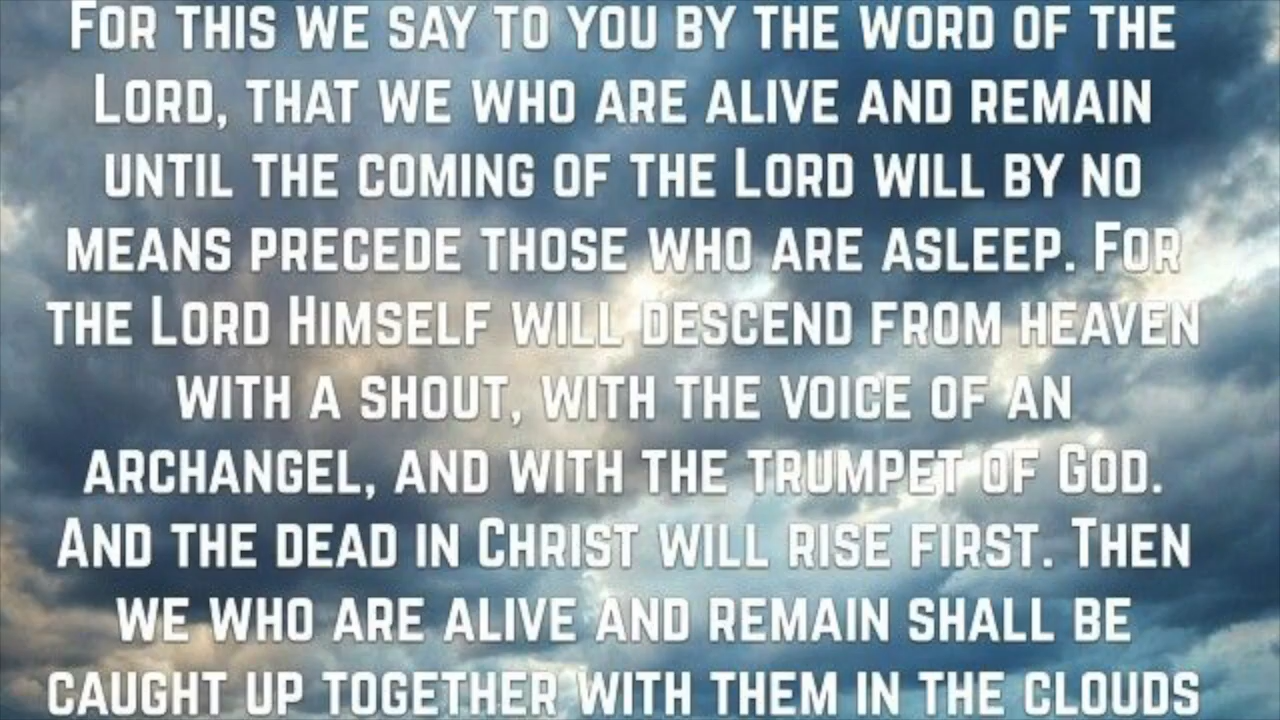 For this we say to you by the word of the
Lord, that we who are alive and remain
until the coming of the Lord will by no
means precede those who are asleep. For
the Lord Himself will descend from heaven
with a shout, with the voice of an
archangel, and with the trumpet of God.
And the dead in Christ will rise first. Then
we who are alive and remain shall be
caught up together with them in the clouds